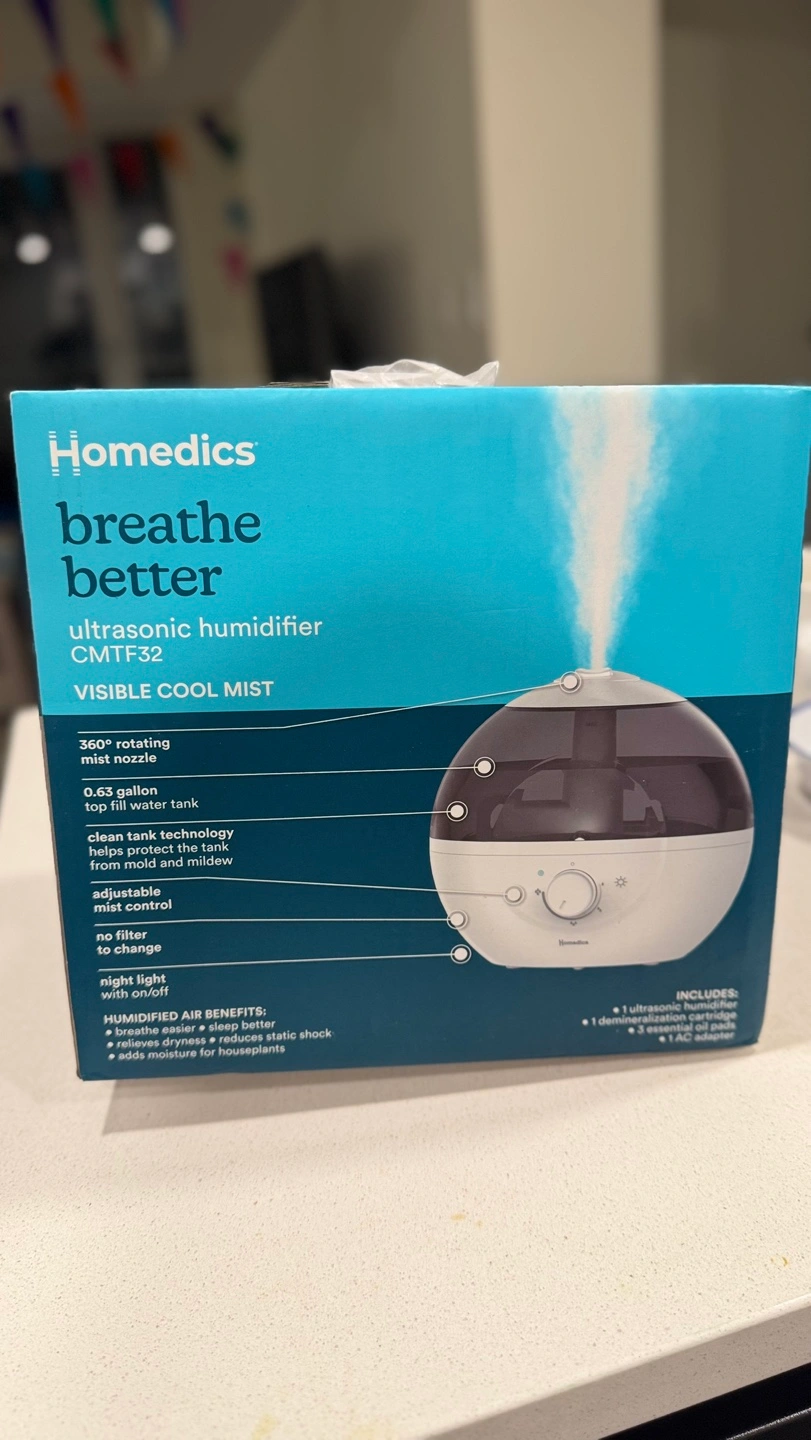 Homedics
breathe
better
ultrasonic humidifier
CMTF32
VISIBLE COOL MIST
360° rotating
mist nozzle
0.63 gallon
top fill water tank
clean tank technology
helps protect the tank
from mold and mildew
adjustable
mist control
no filter
to change
night light
with on/off
HUMIDIFIED AIR BENEFITS:
• breathe easier • sleep better
• relieves dryness • reduces static shock
• adds moisture for houseplants
Homedics
INCLUDES:
• 1 ultrasonic humidifier
• 1 demineralization cartridge
• 3 essential oil pads
• 1 AC adapter